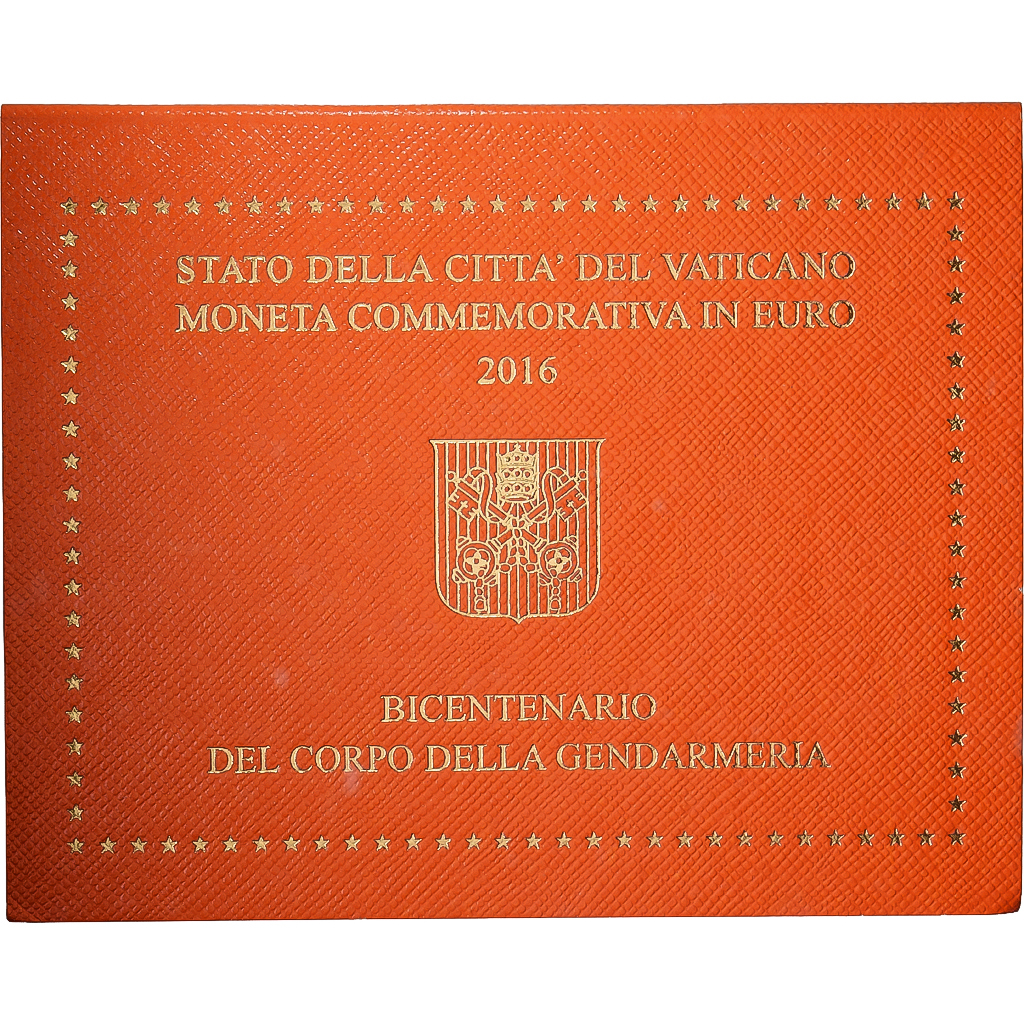 STATO DELLA CITTA' DEL VATICANO
MONETA COMMEMORATIVA IN EURO
2016
BICENTENARIO
DEL CORPO DELLA GENDARMERIA